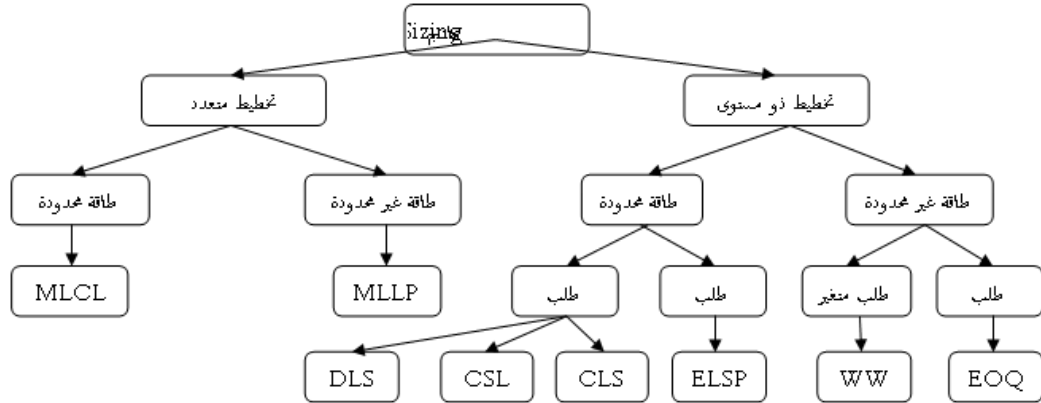 Sizing
تخطيط ذو مستوى
تخطيط متعدد
طاقة غير محدودة
طاقة محدودة
طاقة غير محدودة
طاقة محدودة
طلب
طلب متغير
طلب
طلب
MLLP
MLCL
EOQ
WW
ELSP
CLS
CSL
DLS